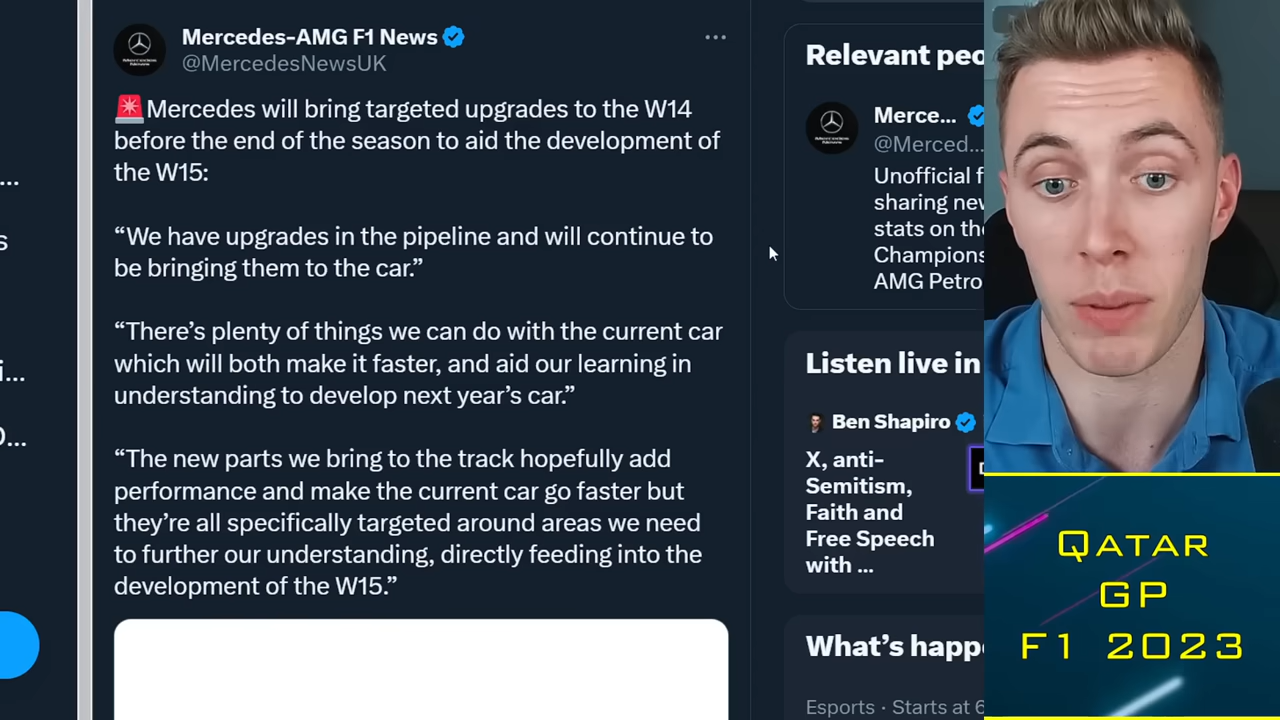 Mercedes-AMG F1 News
@MercedesNewsUK
🚨Mercedes will bring targeted upgrades to the W14
before the end of the season to aid the development of
the W15:
“We have upgrades in the pipeline and will continue to
be bringing them to the car.”
“There’s plenty of things we can do with the current car
which will both make it faster, and aid our learning in
understanding to develop next year’s car.”
“The new parts we bring to the track hopefully add
performance and make the current car go faster but
they’re all specifically targeted around areas we need
to further our understanding, directly feeding into the
development of the W15.”
Relevant peo
Merce...
@Merced...
Unofficial f
sharing nev
stats on the
Champions
AMG Petro
Listen live in
Ben Shapiro
X, anti-
Semitism,
Faith and
Free Speech
with ...
What’s happe
Esports · Starts at 6
QATAR
GP
F1 2023